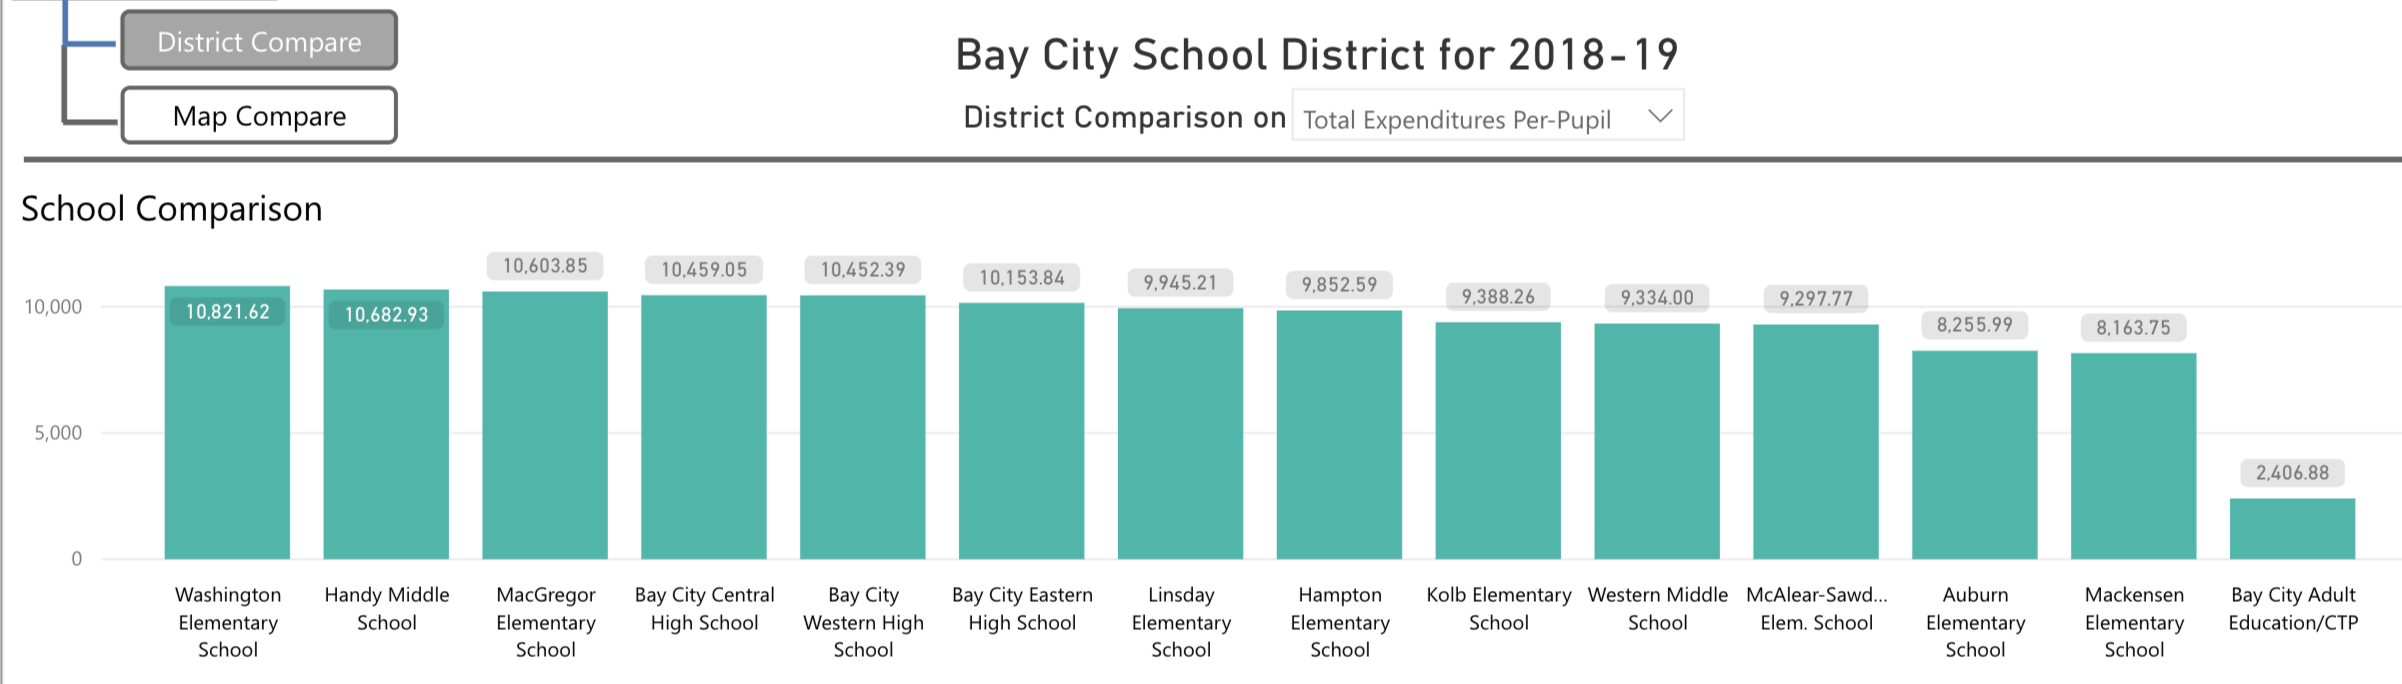 District Compare
Map Compare
Bay City School District for 2018-19
District Comparison on Total Expenditures Per-Pupil
School Comparison
10,000
5,000
0
10,821.62
10,682.93
10,603.85
10,459.05
10,452.39
10,153.84
9,945.21
9,852.59
9,388.26
9,334.00
9,297.77
8,255.99
8,163.75
2,406.88
Washington
Elementary
School
Handy Middle
School
MacGregor
Elementary
School
Bay City Central
High School
Bay City
Western High
School
Bay City Eastern
High School
Linsday
Elementary
School
Hampton
Elementary
School
Kolb Elementary
School
Western Middle
School
McAlear-Sawd...
Elem. School
Auburn
Elementary
School
Mackensen
Elementary
School
Bay City Adult
Education/CTP